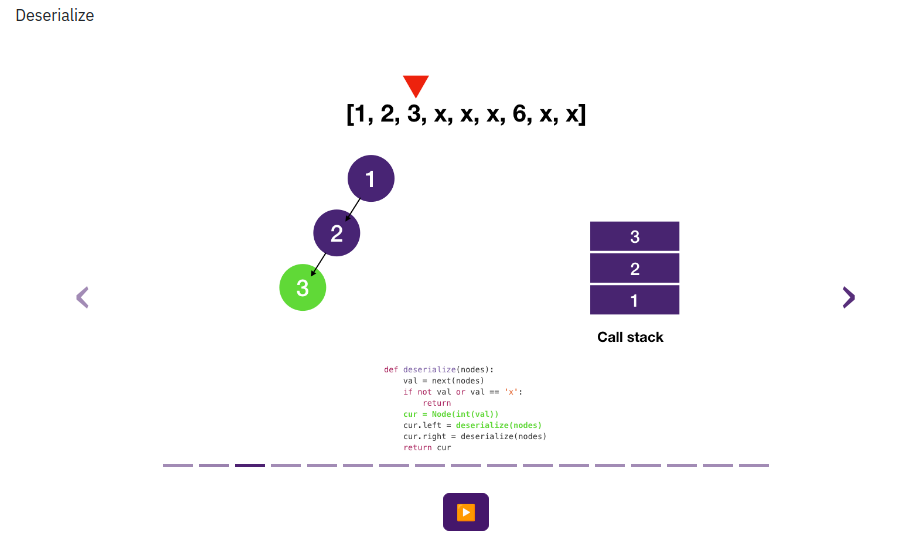 Deserialize
[1, 2, 3, x, x, x, 6, x, x]
1
2
3
3
2
1
Call stack
def deserialize(nodes):
    val = next(nodes)
    if not val or val == 'x':
        return
    cur = Node(int(val))
    cur.left = deserialize(nodes)
    cur.right = deserialize(nodes)
    return cur